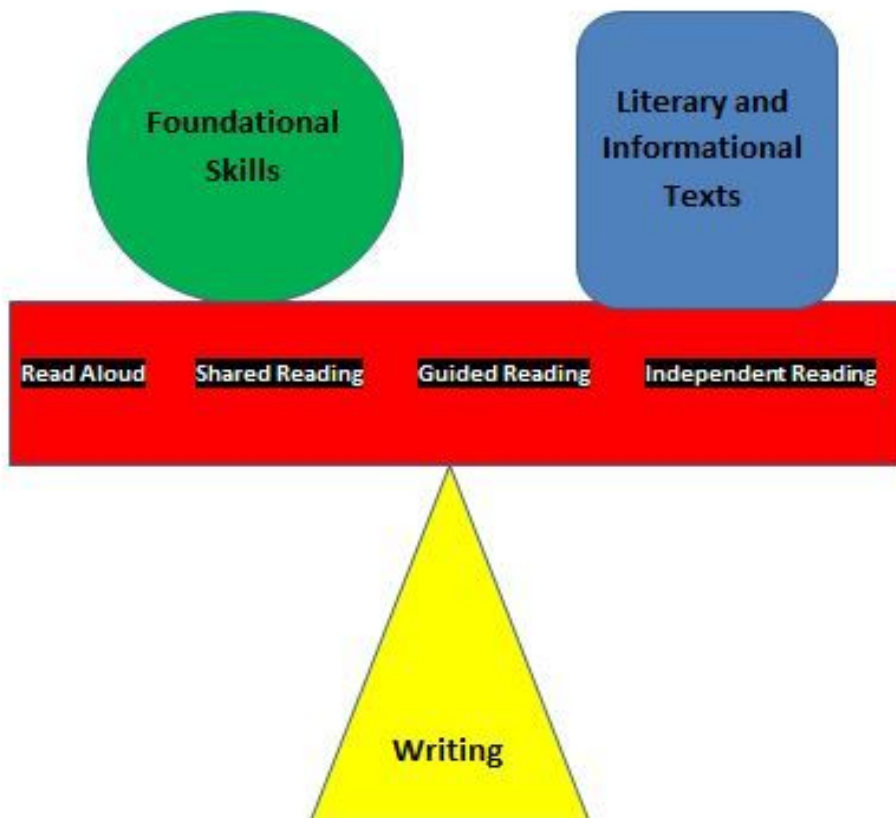 Foundational
Skills
Literary and
Informational
Texts
Read Aloud Shared Reading Guided Reading Independent Reading
Writing